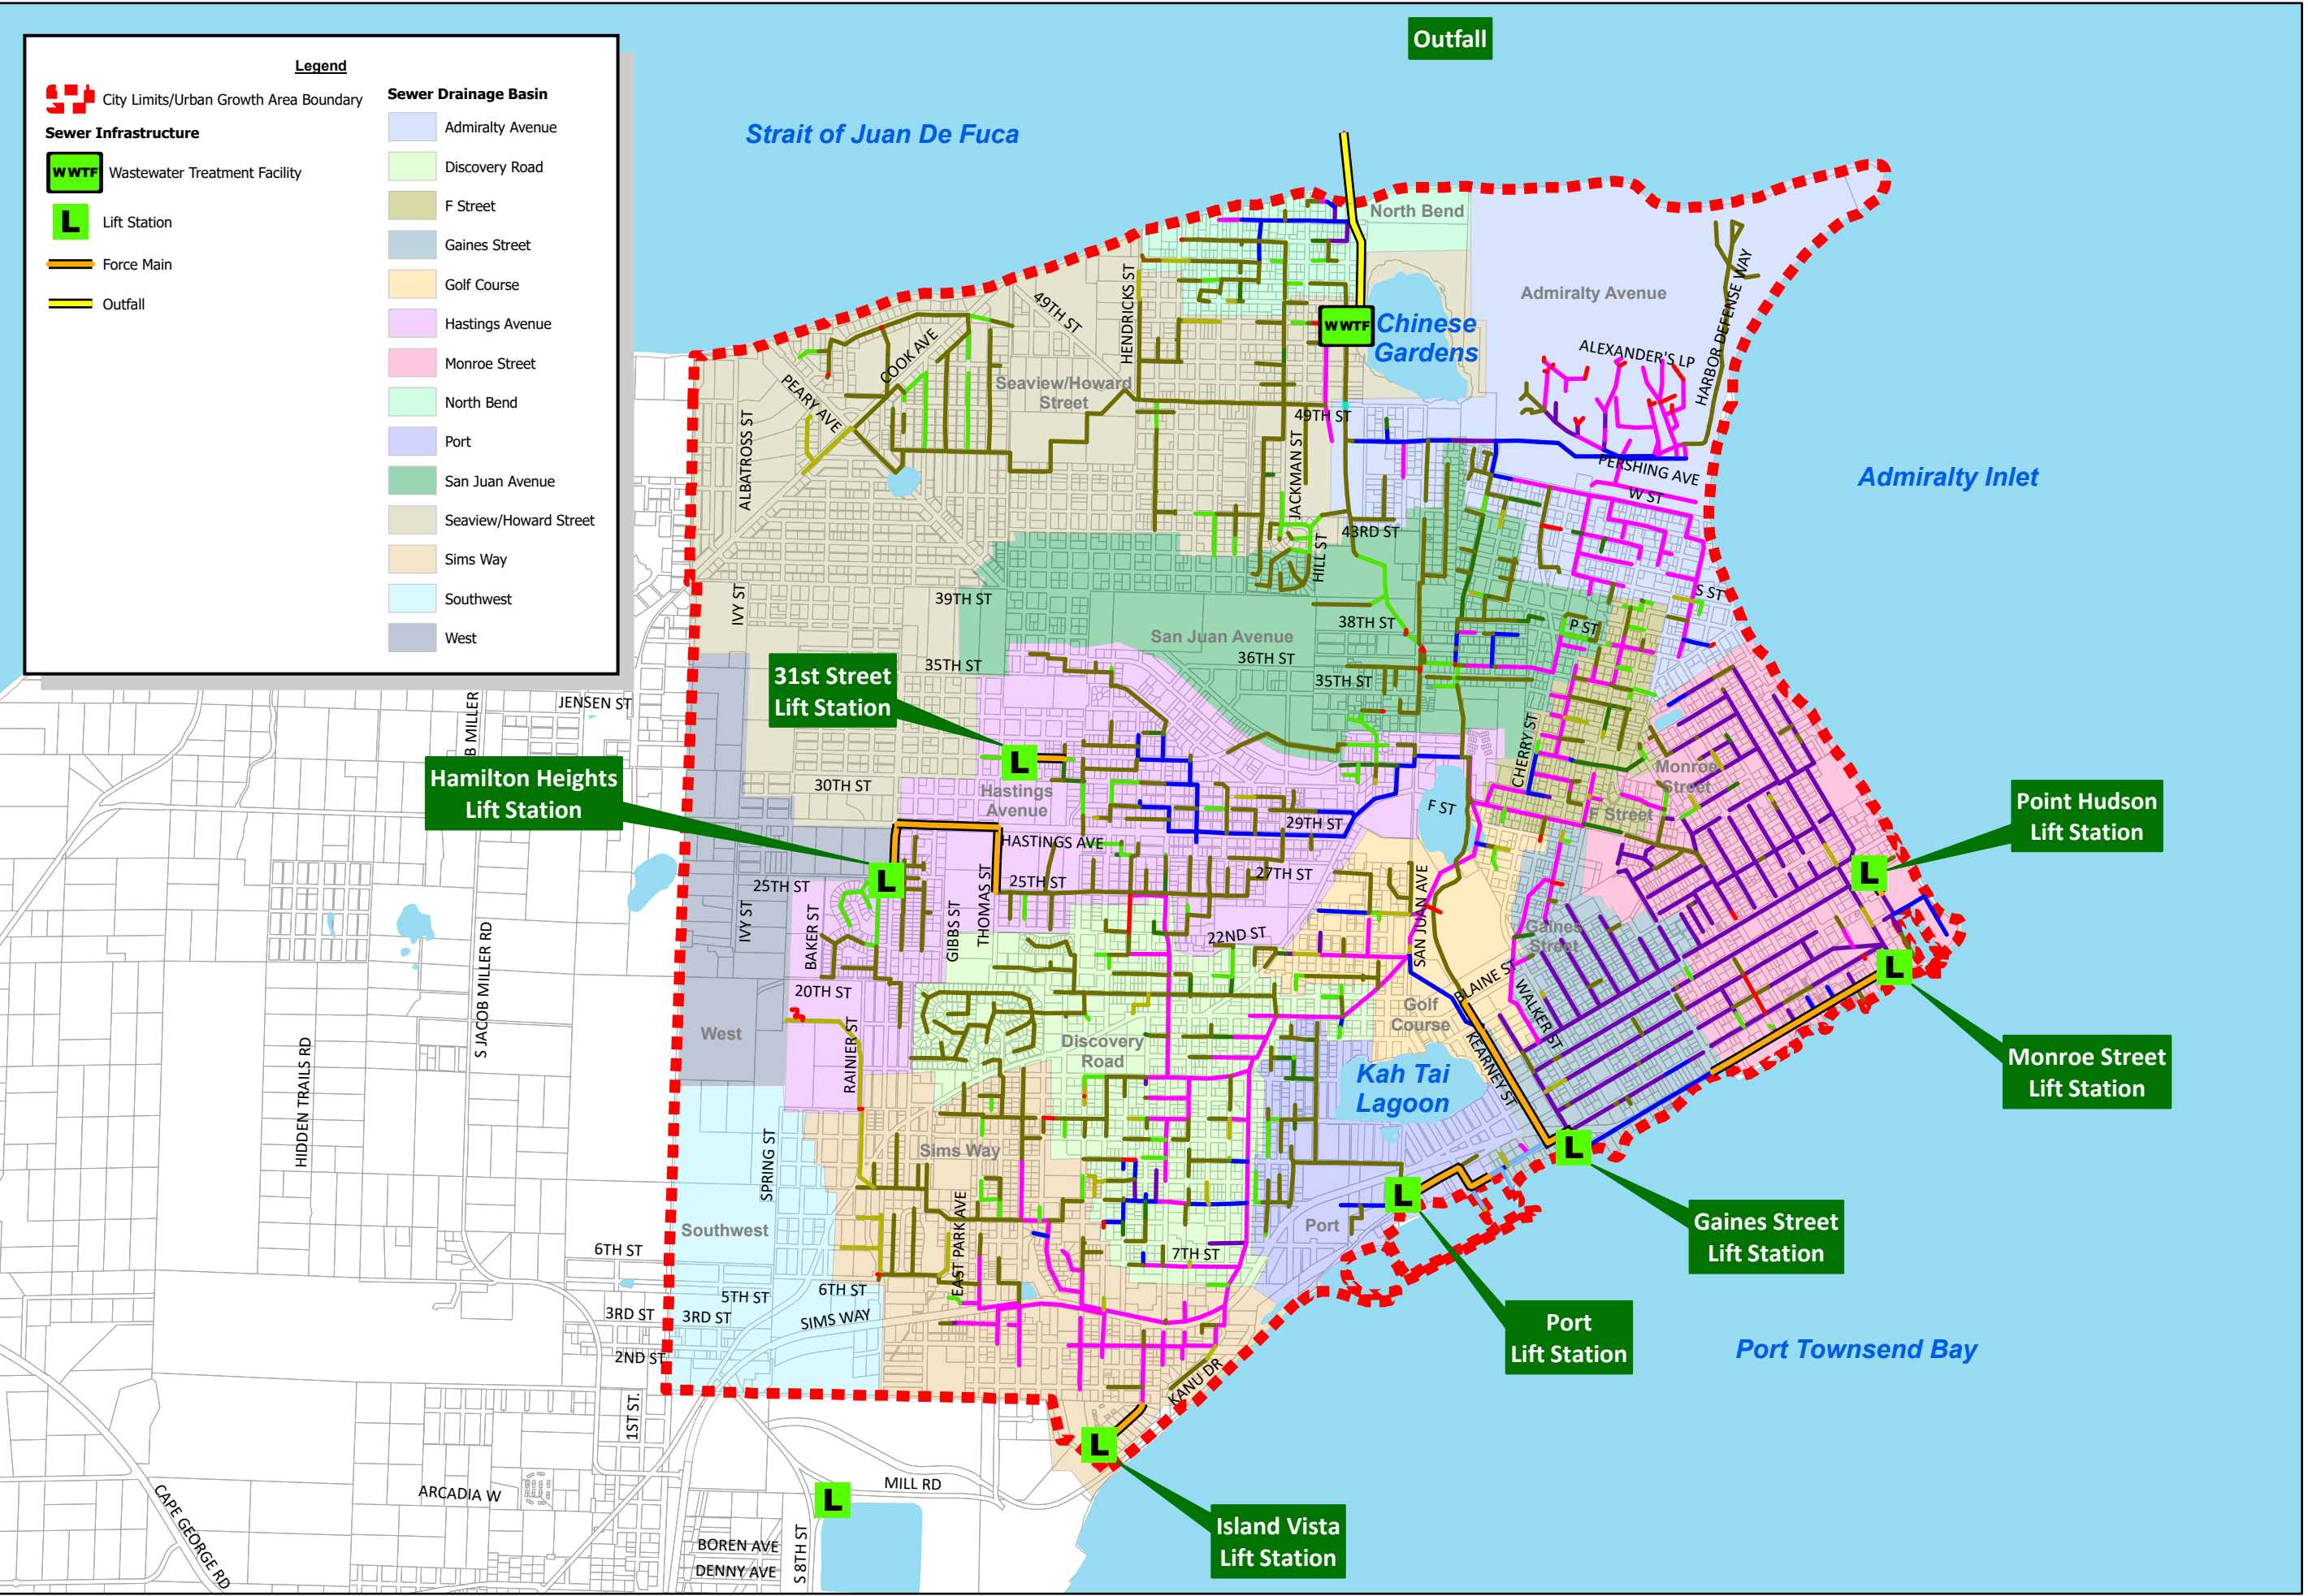 Outfall
Legend
City Limits/Urban Growth Area Boundary
Sewer Infrastructure
WWTF
Wastewater Treatment Facility
L
Lift Station
Force Main
Outfall
Sewer Drainage Basin
Admiralty Avenue
Discovery Road
F Street
Gaines Street
Golf Course
Hastings Avenue
Monroe Street
North Bend
Port
San Juan Avenue
Seaview/Howard Street
Sims Way
Southwest
West
Strait of Juan De Fuca
North Bend
Admiralty Avenue
HARBOR DEFENSE WAY
49TH ST
HENDRICKS ST
WWTF
Chinese
Gardens
ALEXANDER'S LP
COOK AVE
PEARY AVE
Seaview/Howard
Street
49TH ST
ALBATROSS ST
JACKMAN ST
PERSHING AVE
W ST
Admiralty Inlet
43RD ST
HILL ST
IVY ST
39TH ST
S ST
38TH ST
P ST
San Juan Avenue
36TH ST
35TH ST
35TH ST
31st Street
Lift Station
JENSEN ST
B MILLER
L
CHERRY ST
Monroe
Street
Hamilton Heights
Lift Station
30TH ST
Hastings
Avenue
F ST
F Street
29TH ST
HASTINGS AVE
Point Hudson
Lift Station
L
L
25TH ST
25TH ST
27TH ST
SAN JUAN AVE
IVY ST
BAKER ST
GIBBS ST
THOMAS ST
22ND ST
Gaines
Street
L
S JACOB MILLER RD
20TH ST
BLAINE ST
WALKER ST
Golf
Course
West
RAINIER ST
Discovery
Road
KEARNEY ST
Monroe Street
Lift Station
HIDDEN TRAILS RD
Kah Tai
Lagoon
SPRING ST
Sims Way
L
L
EAST PARK AVE
Southwest
Port
Gaines Street
Lift Station
6TH ST
7TH ST
5TH ST
6TH ST
3RD ST
3RD ST
SIMS WAY
Port
Lift Station
Port Townsend Bay
2ND ST
KANU DR
1ST ST.
L
MILL RD
L
ARCADIA W
CAPE GEORGE RD
Island Vista
Lift Station
BOREN AVE
DENNY AVE
S 8TH ST